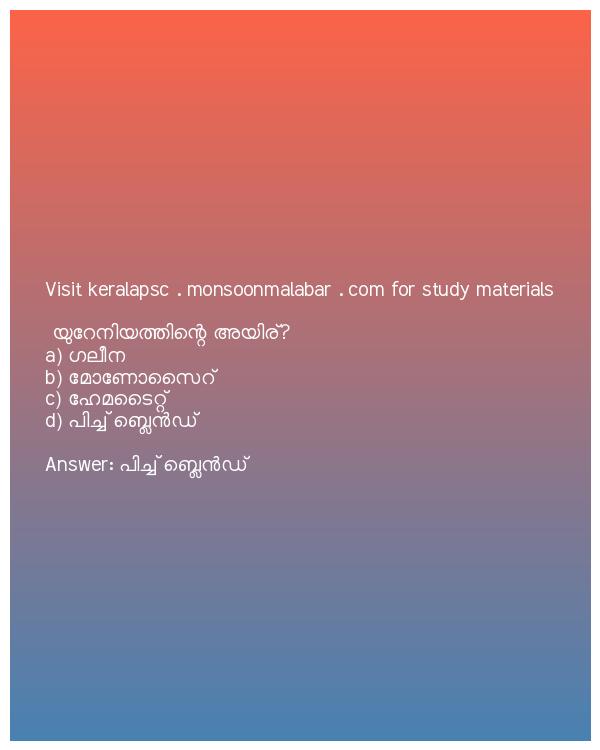 Visit keralapsc . monsoonmalabar . com for study materials
യുറേനിയത്തിന്റെ അയിര്?
a) ഗലീന
b) മോണോസൈറ്
c) ഹേമടൈറ്റ്
d) പിച്ച് ബ്ലെൻഡ്
Answer: പിച്ച് ബ്ലെൻഡ്